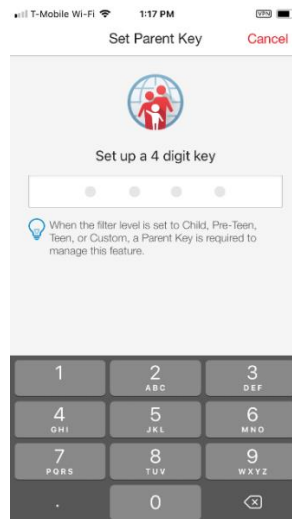 T-Mobile Wi-Fi 1:17 PM VPN
Set Parent Key Cancel
Set up a 4 digit key
When the filter level is set to Child, Pre-Teen,
Teen, or Custom, a Parent Key is required to
manage this feature.
1 2 3
ABC DEF
4 5 6
GHI JKL MNO
7 8 9
PQRS TUV WXYZ
. 0